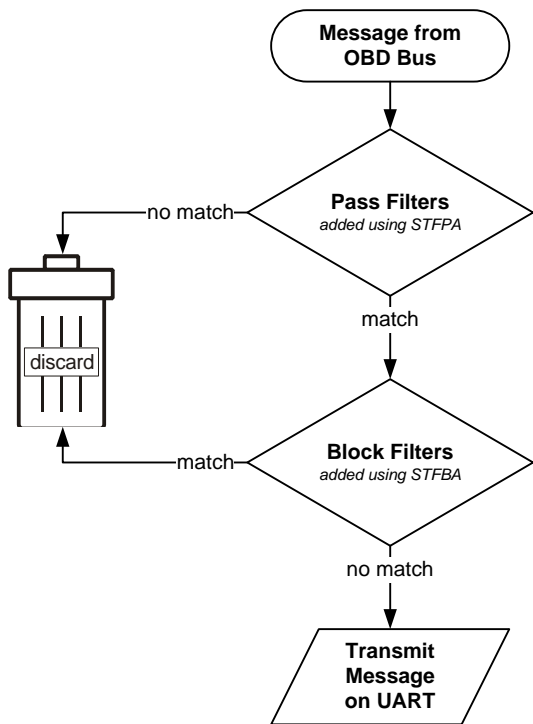 Message from
OBD Bus
Pass Filters
added using STFPA
no match
match
discard
Block Filters
added using STFBA
match
no match
Transmit
Message
on UART